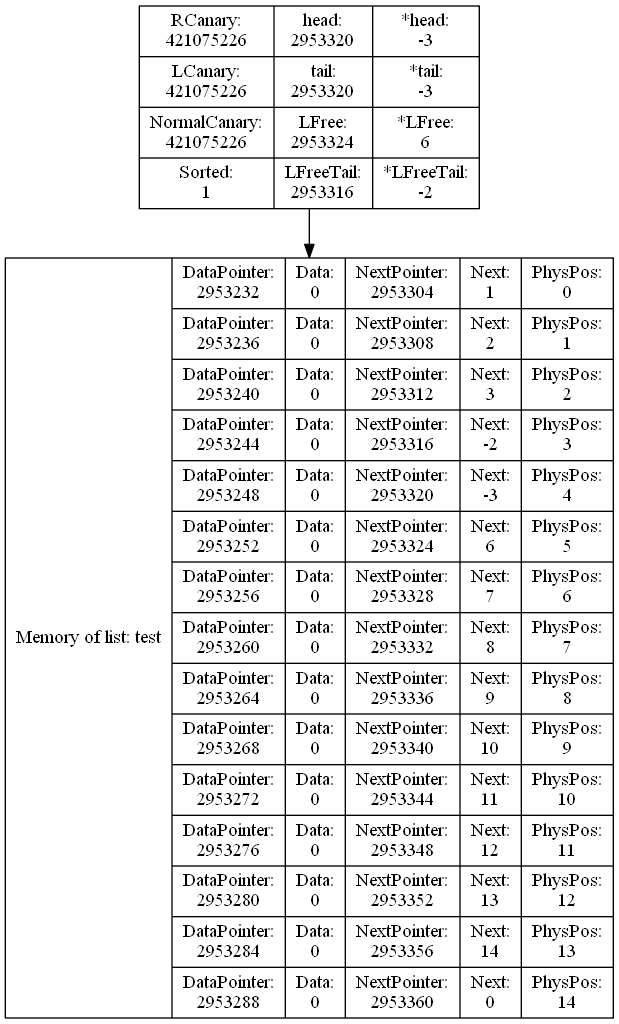 RCanary: head: *head:
421075226 2953320 -3
LCanary: tail: *tail:
421075226 2953320 -3
NormalCanary: LFree: *LFree:
421075226 2953324 6
Sorted: LFreeTail: *LFreeTail:
1 2953316 -2
Memory of list: test
DataPointer: Data: NextPointer: Next: PhysPos:
2953232 0 2953304 1 0
DataPointer: Data: NextPointer: Next: PhysPos:
2953236 0 2953308 2 1
DataPointer: Data: NextPointer: Next: PhysPos:
2953240 0 2953312 3 2
DataPointer: Data: NextPointer: Next: PhysPos:
2953244 0 2953316 -2 3
DataPointer: Data: NextPointer: Next: PhysPos:
2953248 0 2953320 -3 4
DataPointer: Data: NextPointer: Next: PhysPos:
2953252 0 2953324 6 5
DataPointer: Data: NextPointer: Next: PhysPos:
2953256 0 2953328 7 6
DataPointer: Data: NextPointer: Next: PhysPos:
2953260 0 2953332 8 7
DataPointer: Data: NextPointer: Next: PhysPos:
2953264 0 2953336 9 8
DataPointer: Data: NextPointer: Next: PhysPos:
2953268 0 2953340 10 9
DataPointer: Data: NextPointer: Next: PhysPos:
2953272 0 2953344 11 10
DataPointer: Data: NextPointer: Next: PhysPos:
2953276 0 2953348 12 11
DataPointer: Data: NextPointer: Next: PhysPos:
2953280 0 2953352 13 12
DataPointer: Data: NextPointer: Next: PhysPos:
2953284 0 2953356 14 13
DataPointer: Data: NextPointer: Next: PhysPos:
2953288 0 2953360 0 14